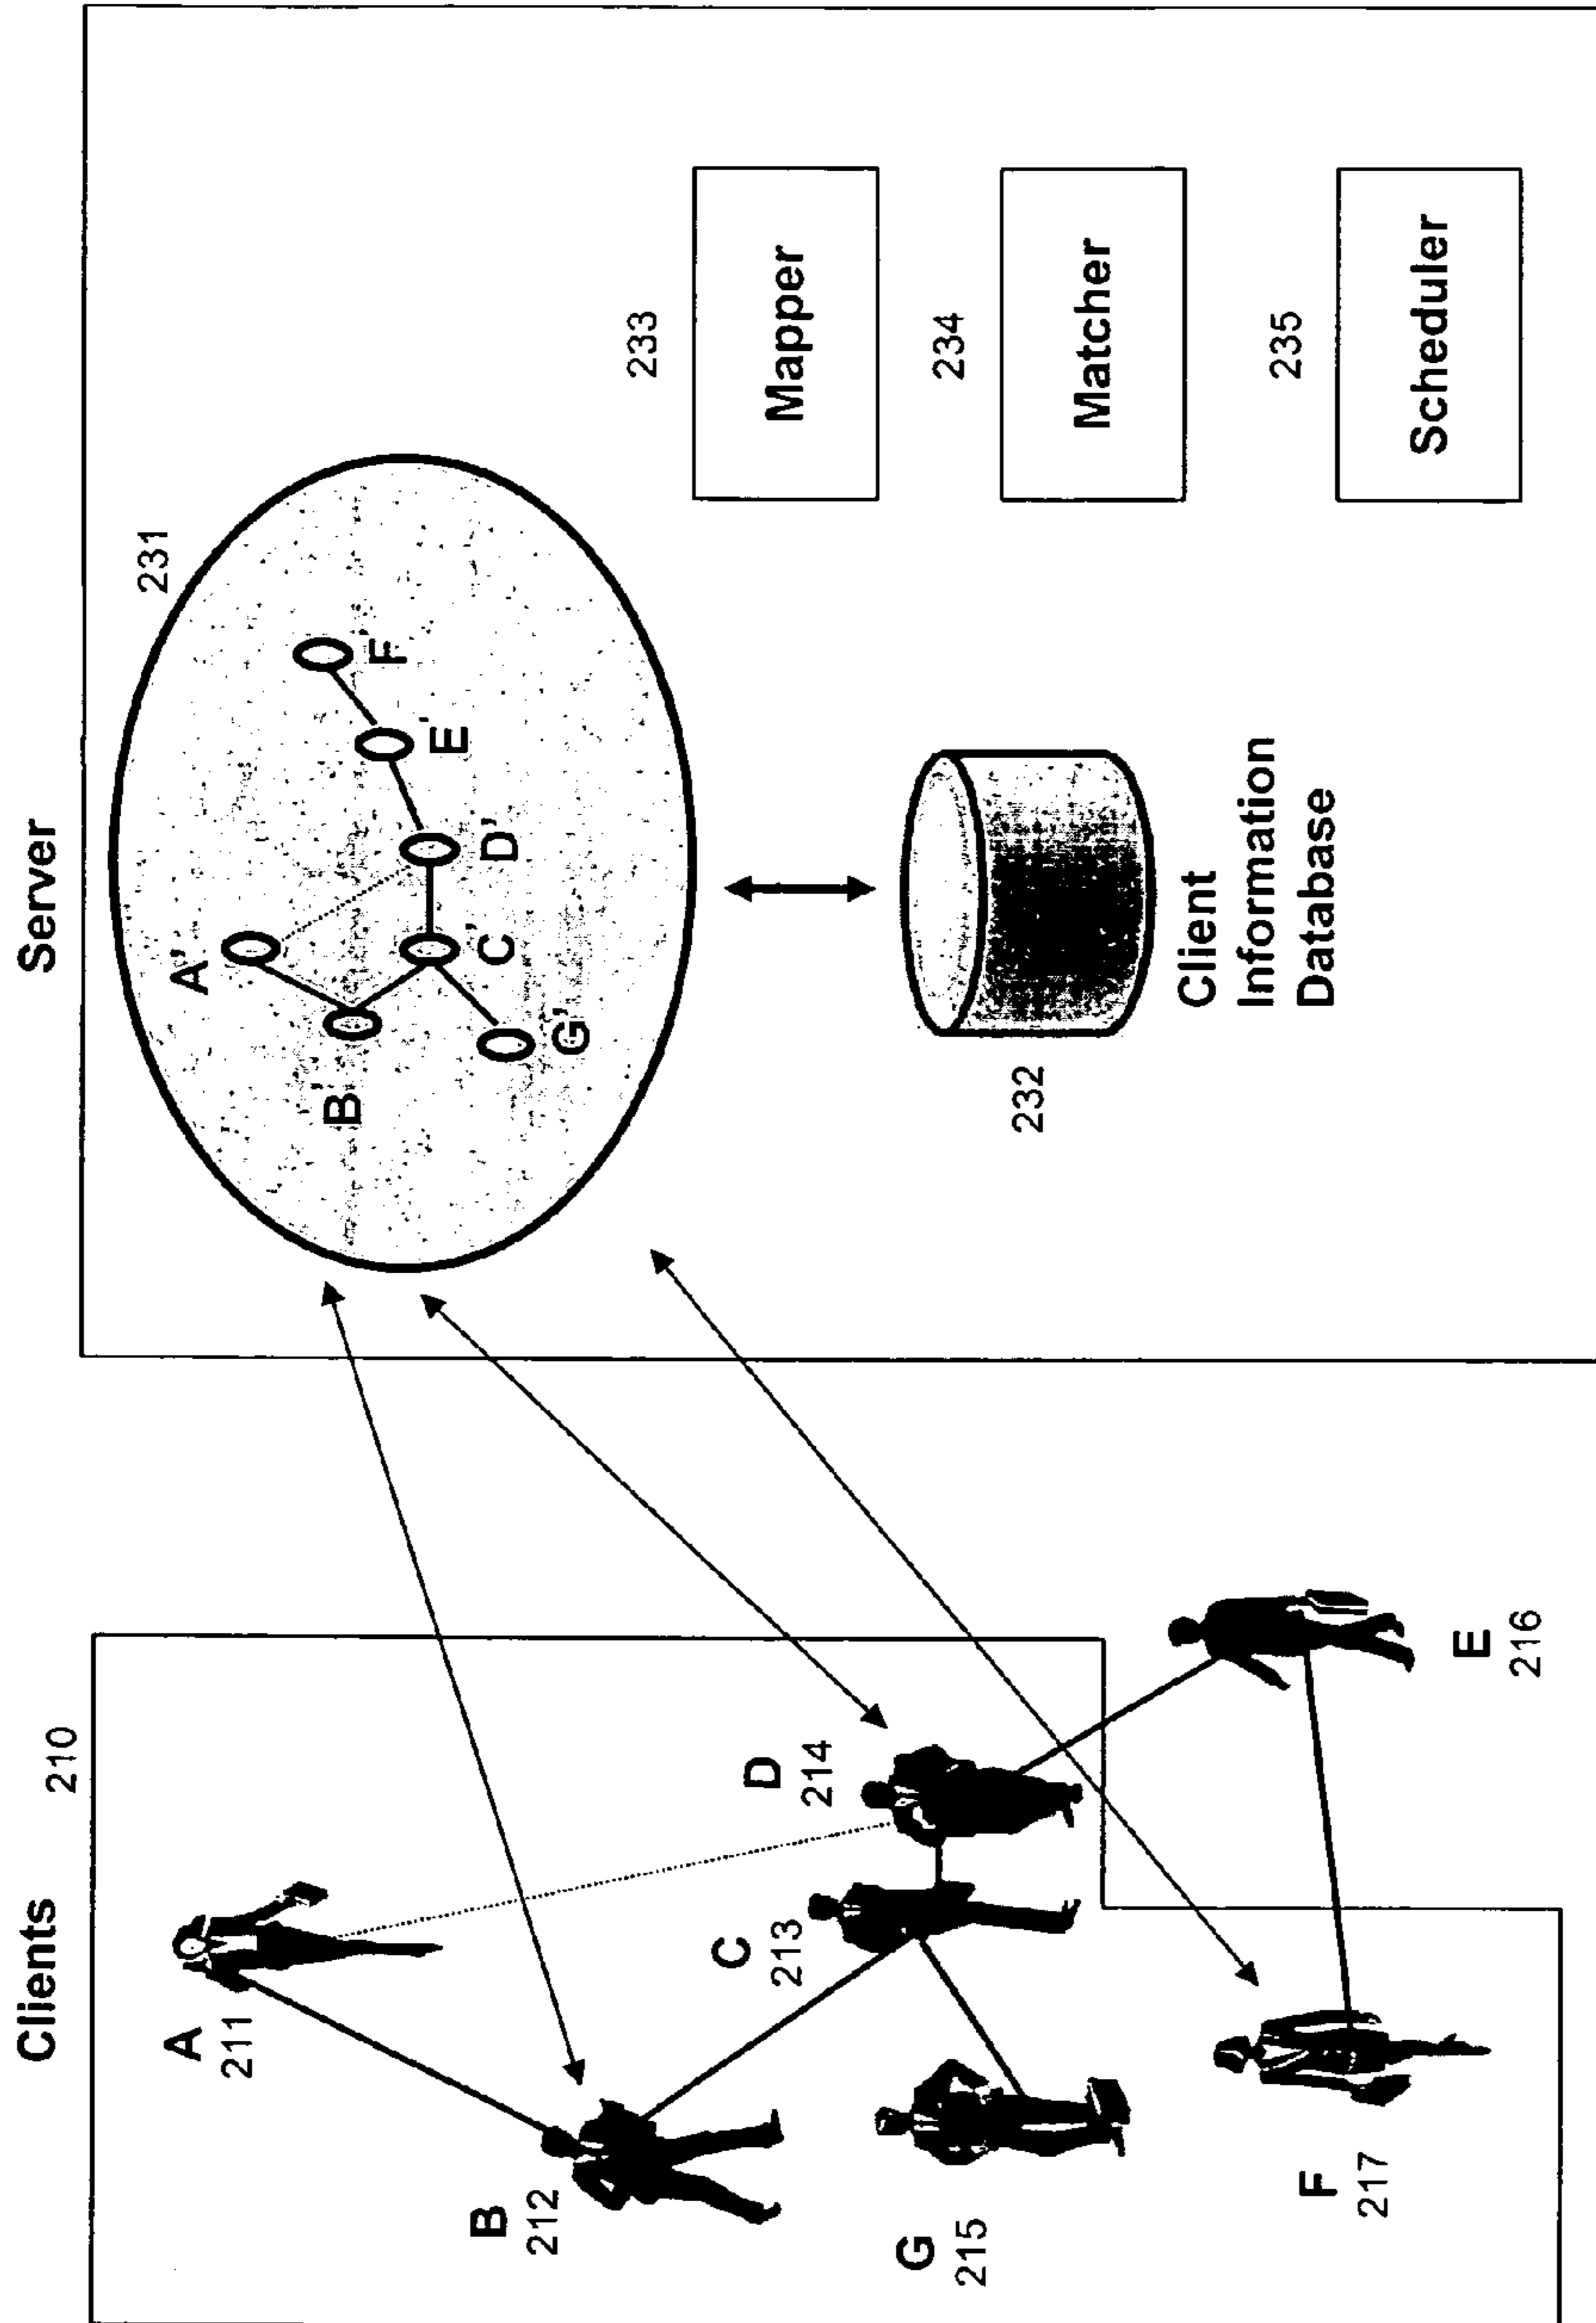 Clients
210
A
211
B
212
C
213
D
214
G
215
E
216
F
217
Server
231
A'
B'
C'
D'
E'
F'
G'
232
Client
Information
Database
233
Mapper
234
Matcher
235
Scheduler